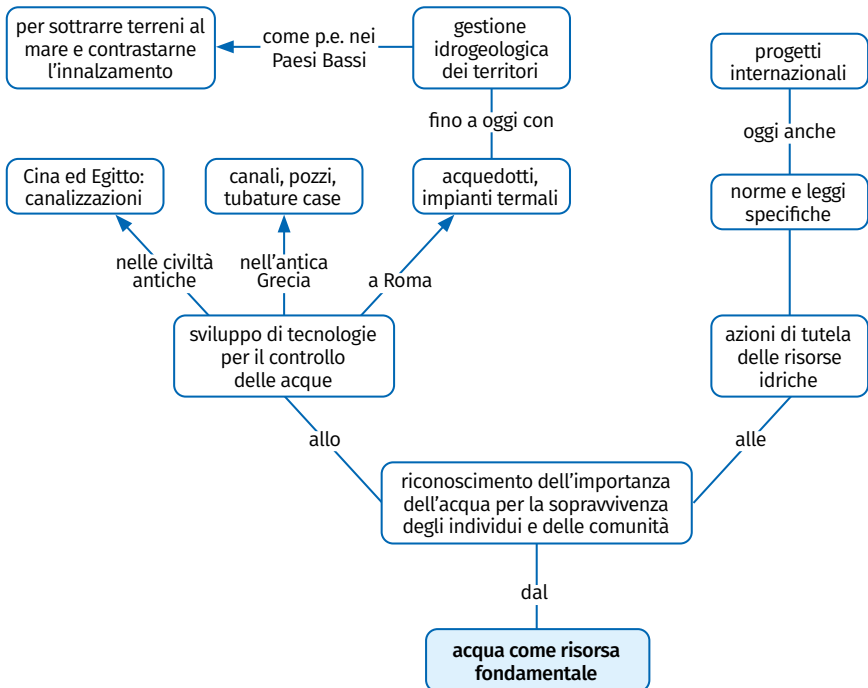 per sottrarre terreni al
mare e contrastarne
l’innalzamento
come p.e. nei
Paesi Bassi
gestione
idrogeologica
dei territori
progetti
internazionali
fino a oggi con
oggi anche
Cina ed Egitto:
canalizzazioni
canali, pozzi,
tubature case
acquedotti,
impianti termali
norme e leggi
specifiche
nelle civiltà
antiche
nell’antica
Grecia
a Roma
sviluppo di tecnologie
per il controllo
delle acque
azioni di tutela
delle risorse
idriche
allo
alle
riconoscimento dell’importanza
dell’acqua per la sopravvivenza
degli individui e delle comunità
dal
acqua come risorsa
fondamentale